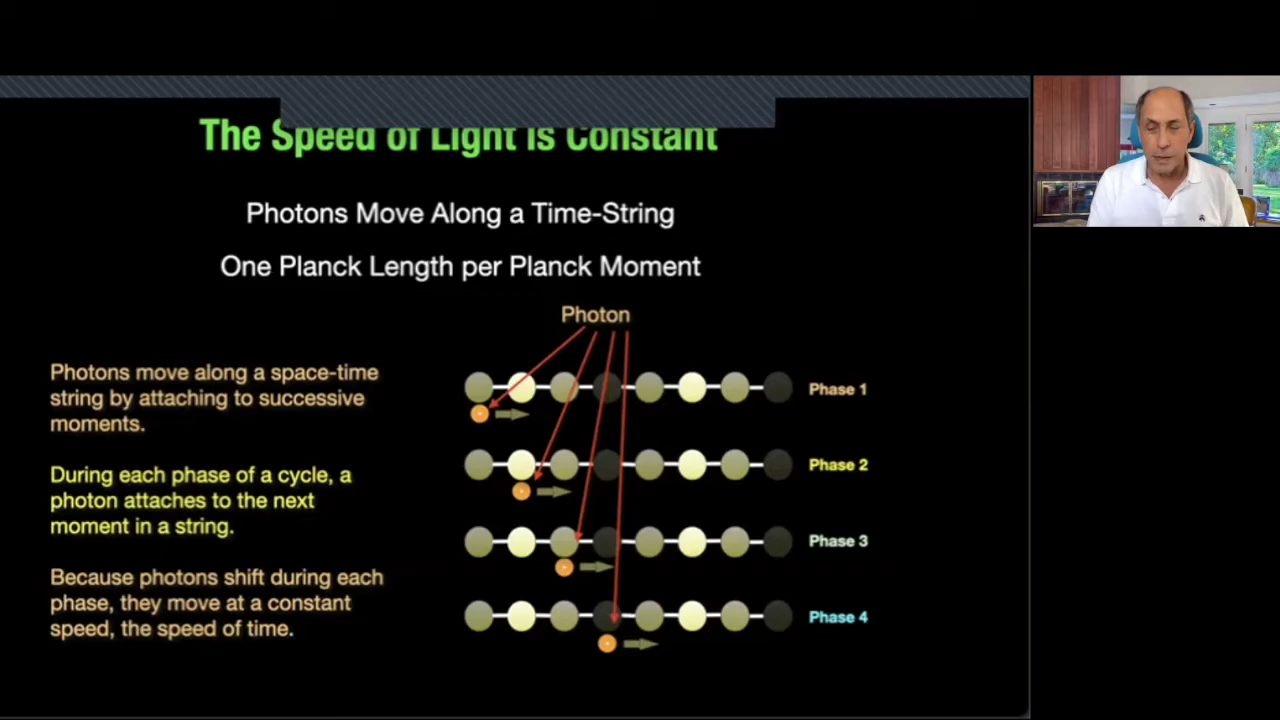 The Speed of Light is Constant
Photons Move Along a Time-String
One Planck Length per Planck Moment
Photon
Photons move along a space-time
string by attaching to successive
moments.
During each phase of a cycle, a
photon attaches to the next
moment in a string.
Because photons shift during each
phase, they move at a constant
speed, the speed of time.
Phase 1
Phase 2
Phase 3
Phase 4